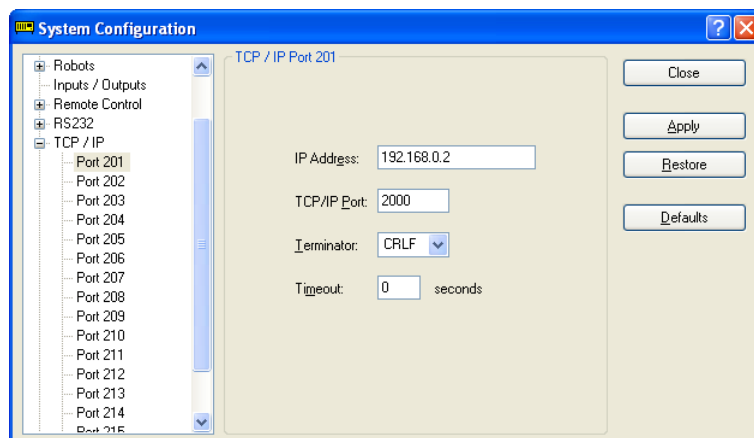 System Configuration
Robots
Inputs / Outputs
Remote Control
RS232
TCP / IP
Port 201
Port 202
Port 203
Port 204
Port 205
Port 206
Port 207
Port 208
Port 209
Port 210
Port 211
Port 212
Port 213
Port 214
Port 215
TCP / IP Port 201
IP Address: 192.168.0.2
TCP/IP Port: 2000
Terminator: CRLF
Timeout: 0 seconds
Close
Apply
Restore
Defaults